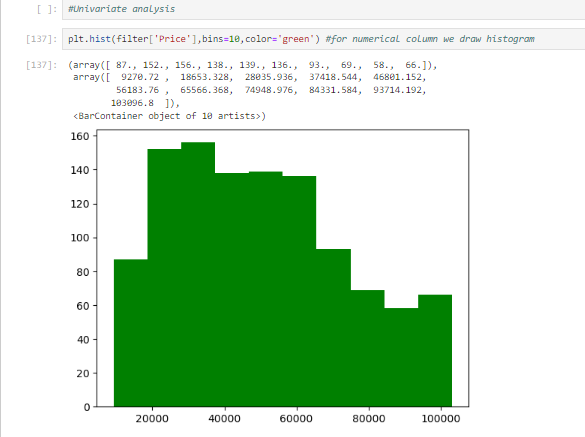 [ ]: #Univariate analysis
[137]: plt.hist(filter['Price'],bins=10,color='green') #for numerical column we draw histogram
[137]: (array([ 87., 152., 156., 138., 139., 136., 93., 69., 58., 66.]),
array([ 9270.72 , 18653.328, 28035.936, 37418.544, 46801.152,
56183.76 , 65566.368, 74948.976, 84331.584, 93714.192,
103096.8 ]),
<BarContainer object of 10 artists>)
160
140
120
100
80
60
40
20
0
20000 40000 60000 80000 100000